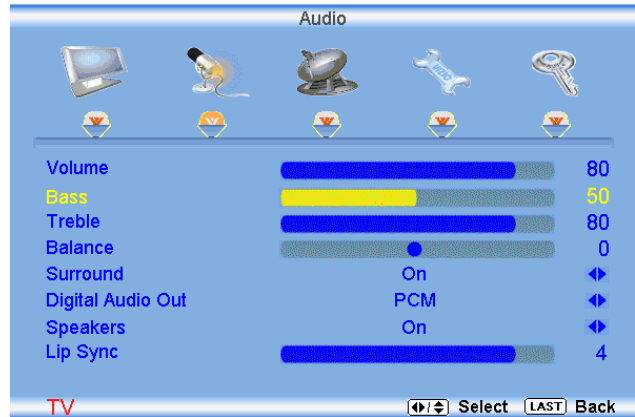 Audio
VIZIO
Volume 80
Bass 50
Treble 80
Balance 0
Surround On
Digital Audio Out PCM
Speakers On
Lip Sync 4
TV Select LAST Back